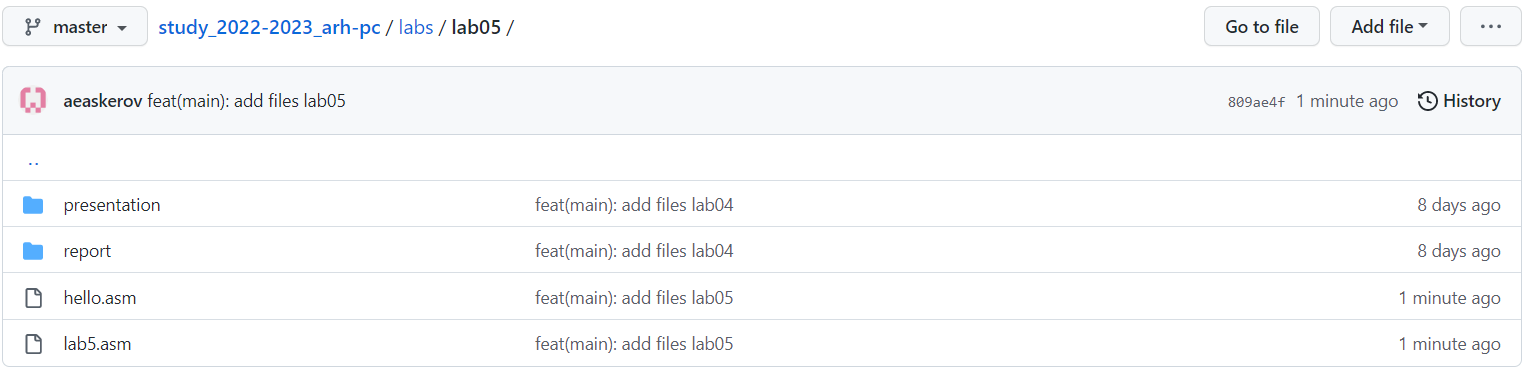 master study_2022-2023_arh-pc / labs / lab05 / Go to file Add file ...
aeaskerov feat(main): add files lab05 809ae4f 1 minute ago History
..
presentation feat(main): add files lab04 8 days ago
report feat(main): add files lab04 8 days ago
hello.asm feat(main): add files lab05 1 minute ago
lab5.asm feat(main): add files lab05 1 minute ago